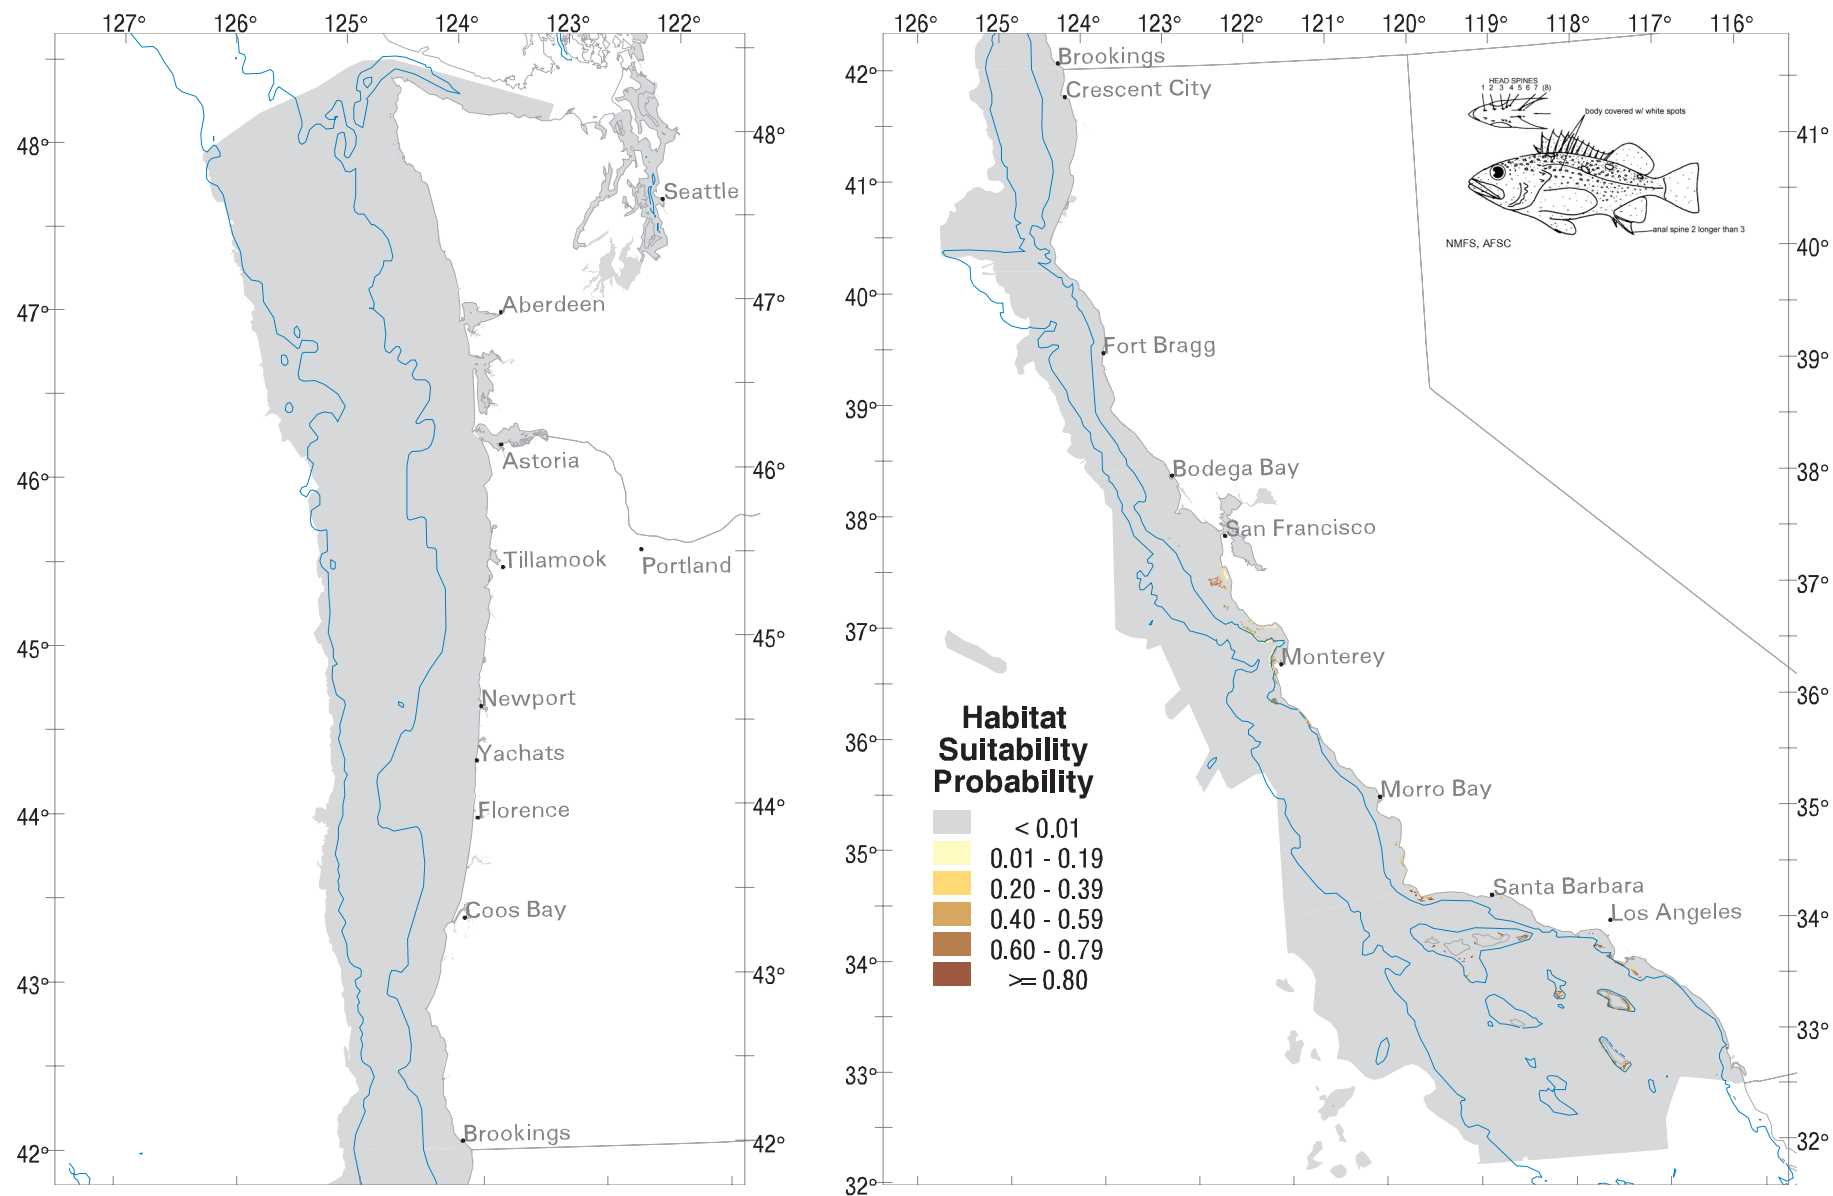 127° 126° 125° 124° 123° 122°
48° 48°
Seattle
47° 47°
Aberdeen
Astoria
46° 46°
Tillamook
Portland
45° 45°
Newport
Yachats
44° 44°
Florence
Coos Bay
43° 43°
Brookings
42° 42°
126° 125° 124° 123° 122° 121° 120° 119° 118° 117° 116°
Brookings
42°
Crescent City
HEAD SPINES
1 2 3 4 5 6 7 (8)
body covered w/ white spots
41°
41°
anal spine 2 longer than 3
NMFS, AFSC
40°
40°
Fort Bragg
39°
39°
Bodega Bay
38°
38°
San Francisco
37°
37°
Monterey
36°
36°
Habitat
Suitability
Probability
< 0.01
0.01 - 0.19
0.20 - 0.39
0.40 - 0.59
0.60 - 0.79
>= 0.80
Morro Bay
35°
35°
Santa Barbara
Los Angeles
34°
34°
33°
33°
32°
32°